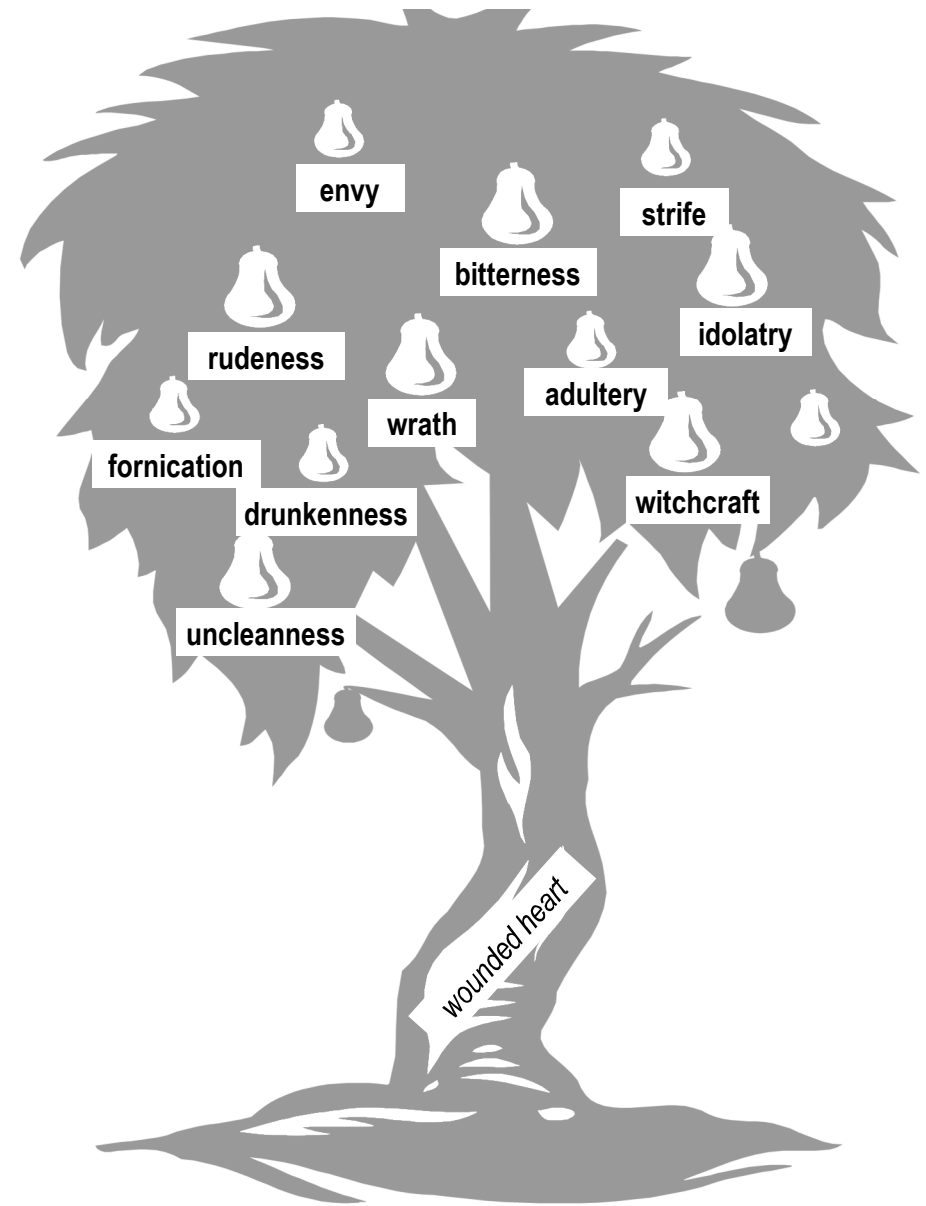 envy
strife
bitterness
idolatry
rudeness
adultery
wrath
fornication
witchcraft
drunkenness
uncleanness
wounded heart